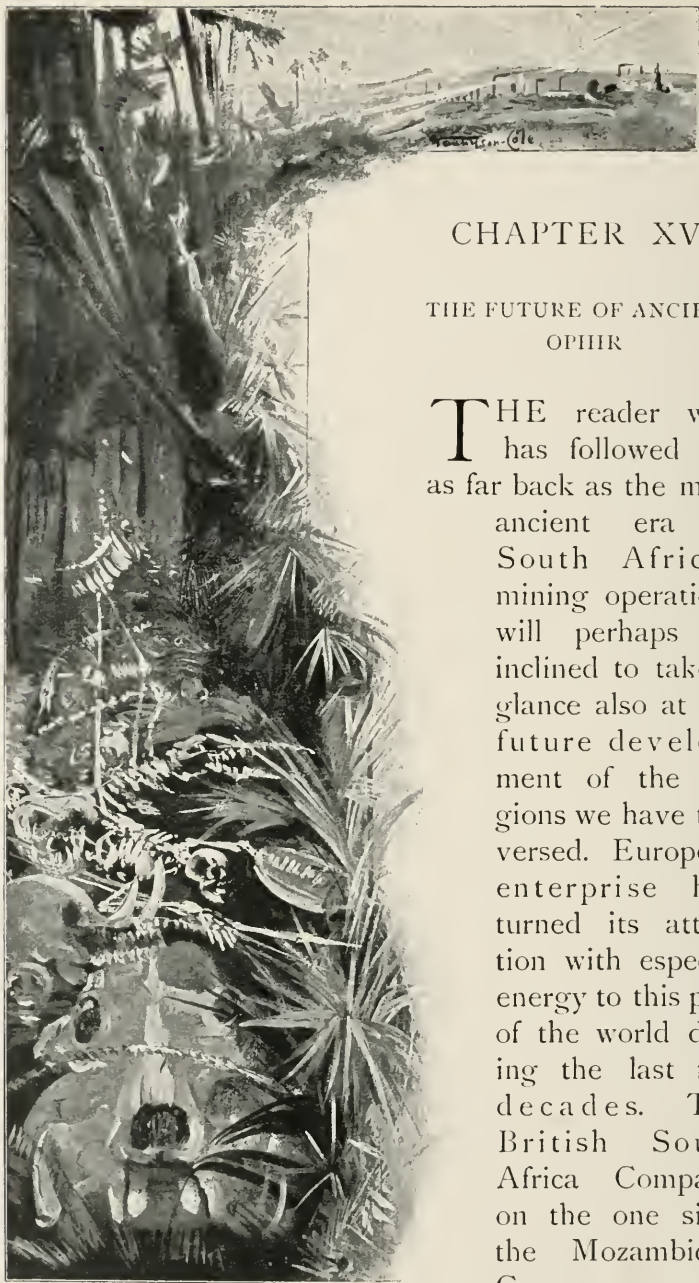 CHAPTER XV
THE FUTURE OF ANCIE
OPHIR
THE reader w
has followed
as far back as the m
ancient era
South Afric
mining operati
will perhaps
inclined to tak
glance also at
future devel
ment of the
gions we have t
versed. Europe
enterprise h
turned its att
tion with espe
energy to this p
of the world d
ing the last
decades. T
British Sou
Africa Compa
on the one si
the Mozambi